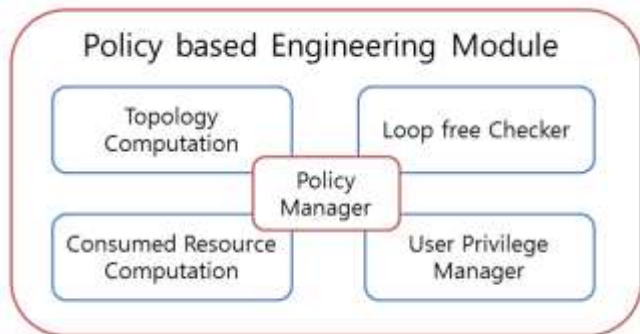 Policy based Engineering Module
Topology
Computation
Loop free Checker
Policy
Manager
Consumed Resource
Computation
User Privilege
Manager